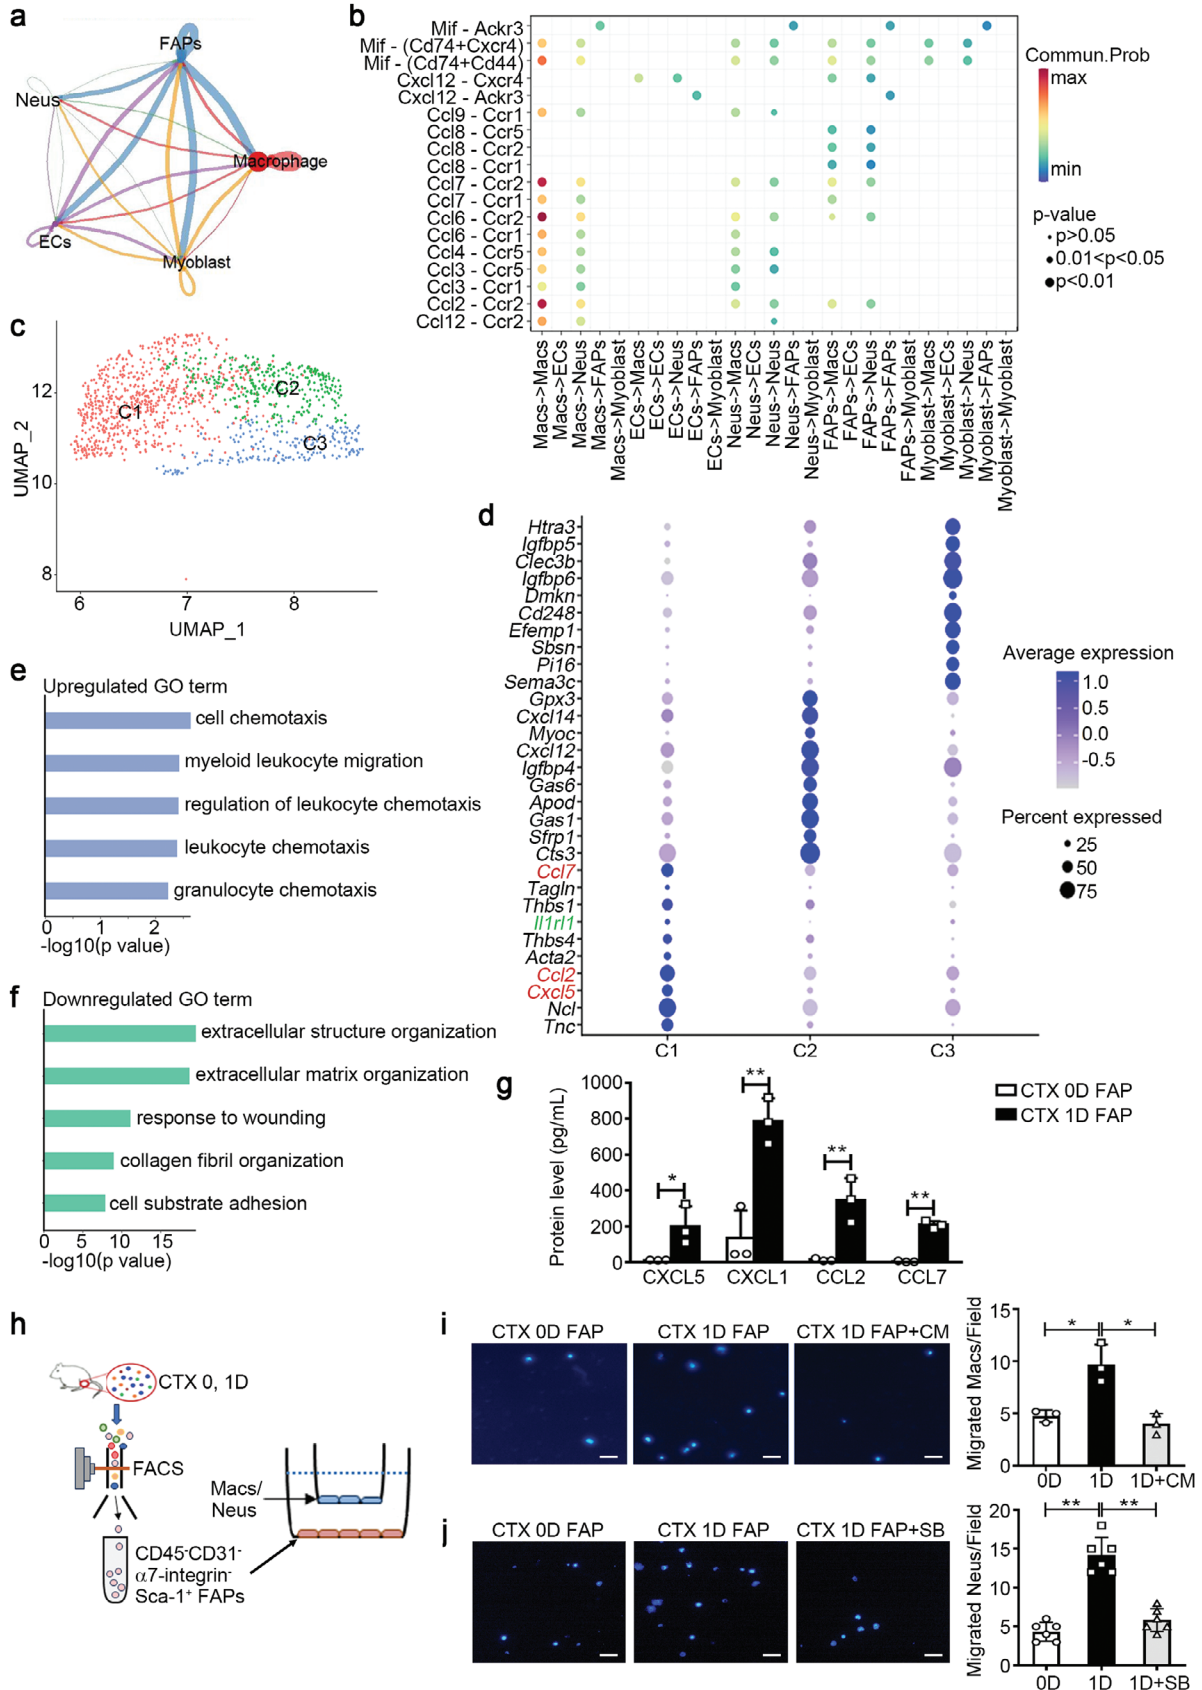 a
FAPs
Neus
Macrophage
ECs
Myoblast
b
Mif - Ackr3
Mif - (Cd74+Cxcr4)
Mif - (Cd74+Cd44)
Cxcl12 - Cxcr4
Cxcl12 - Ackr3
Ccl9 - Ccr1
Ccl8 - Ccr5
Ccl8 - Ccr2
Ccl8 - Ccr1
Ccl7 - Ccr2
Ccl7 - Ccr1
Ccl6 - Ccr2
Ccl6 - Ccr1
Ccl4 - Ccr5
Ccl3 - Ccr5
Ccl3 - Ccr1
Ccl2 - Ccr2
Ccl12 - Ccr2
Macs->Macs
Macs->ECs
Macs->Neus
Macs->FAPs
Macs->Myoblast
ECs->Macs
ECs->ECs
ECs->Neus
ECs->FAPs
ECs->Myoblast
Neus->Macs
Neus->ECs
Neus->Neus
Neus->FAPs
Neus->Myoblast
FAPs->Macs
FAPs->ECs
FAPs->Neus
FAPs->FAPs
FAPs->Myoblast
Myoblast->Macs
Myoblast->ECs
Myoblast->Neus
Myoblast->FAPs
Myoblast->Myoblast
Commun.Prob
max
min
p-value
p>0.05
0.01<p<0.05
p<0.01
c
UMAP_2
12
10
8
C1
C2
C3
6 7 8
UMAP_1
d
Htra3
Igfbp5
Clec3b
Igfbp6
Dmkn
Cd248
Efemp1
Sbsn
Pi16
Sema3c
Gpx3
Cxcl14
Myoc
Cxcl12
Igfbp4
Gas6
Apod
Gas1
Sfrp1
Cts3
Ccl7
Tagln
Thbs1
Il1rl1
Thbs4
Acta2
Ccl2
Cxcl5
Ncl
Tnc
C1 C2 C3
Average expression
1.0
0.5
0.0
-0.5
Percent expressed
25
50
75
e
Upregulated GO term
cell chemotaxis
myeloid leukocyte migration
regulation of leukocyte chemotaxis
leukocyte chemotaxis
granulocyte chemotaxis
0 1 2
-log10(p value)
f
Downregulated GO term
extracellular structure organization
extracellular matrix organization
response to wounding
collagen fibril organization
cell substrate adhesion
0 5 10 15
-log10(p value)
g
Protein level (pg/mL)
1000
800
600
400
200
0
* ** ** **
CXCL5 CXCL1 CCL2 CCL7
CTX 0D FAP
CTX 1D FAP
h
CTX 0, 1D
FACS
CD45-CD31-
α7-integrin-
Sca-1+ FAPs
Macs/
Neus
i
CTX 0D FAP CTX 1D FAP CTX 1D FAP+CM
Migrated Macs/Field
15
10
5
0
* *
0D 1D 1D+CM
j
CTX 0D FAP CTX 1D FAP CTX 1D FAP+SB
Migrated Neus/Field
20
15
10
5
0
** **
0D 1D 1D+SB